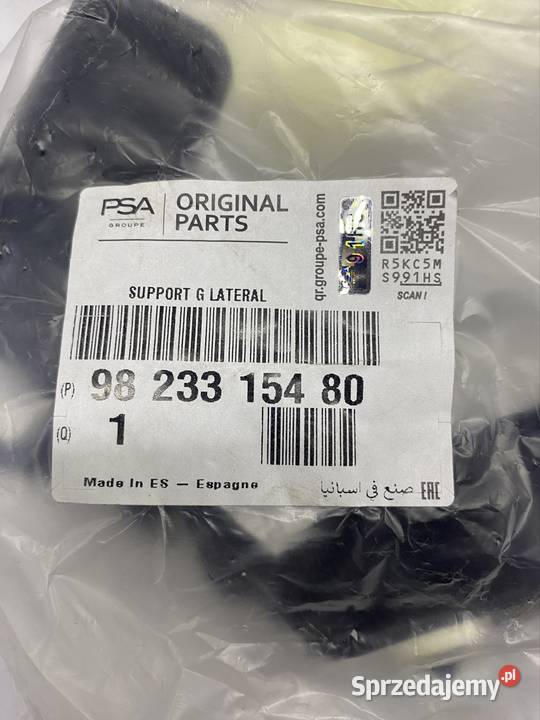 PSA
GROUPE
ORIGINAL
PARTS
qr.groupe-psa.com
R5KC5M
S991HS
SCAN!
SUPPORT G LATERAL
(P) 98 233 154 80
(Q) 1
Made In ES — Espagne
صنع في اسبانيا
EAC
Sprzedajemy.pl